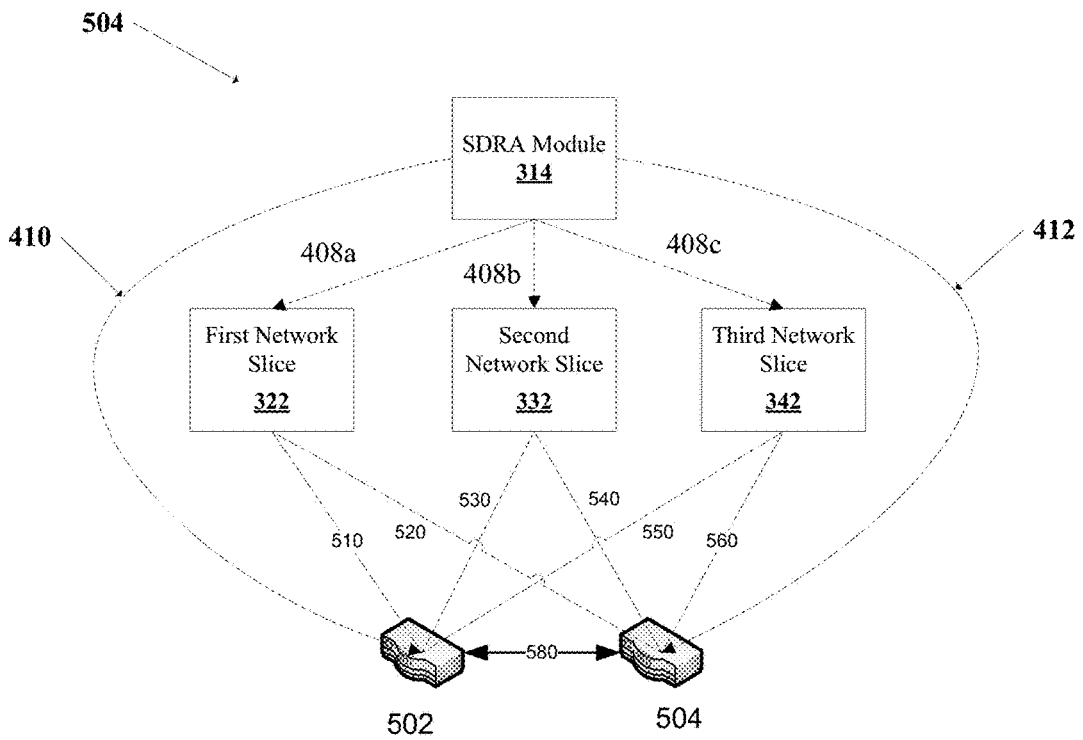 504
SDRA Module
314
410
412
408a
408b
408c
First Network
Slice
322
Second
Network Slice
332
Third Network
Slice
342
530
540
510
520
550
560
580
502
504